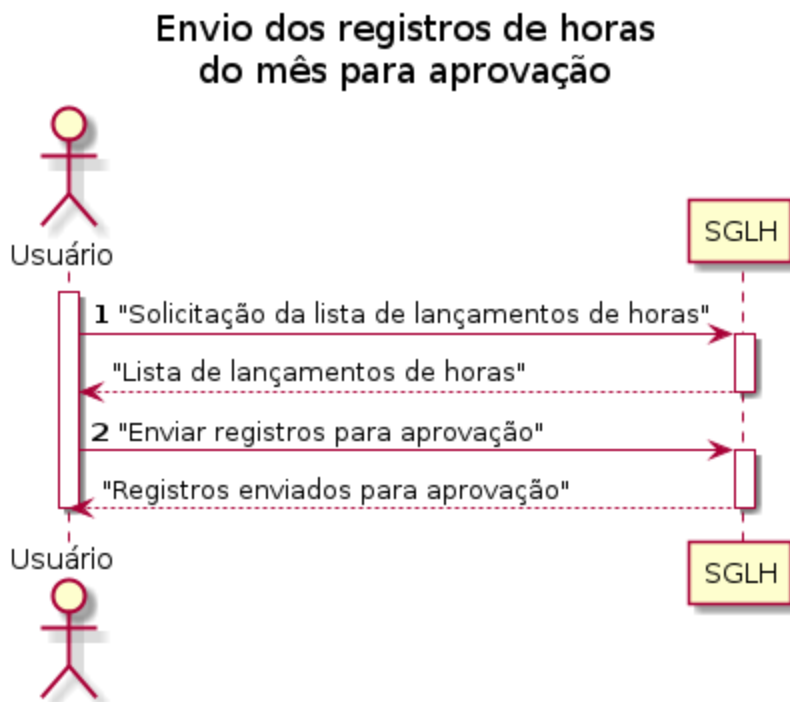 Envio dos registros de horas
do mês para aprovação
Usuário
SGLH
1 "Solicitação da lista de lançamentos de horas"
"Lista de lançamentos de horas"
2 "Enviar registros para aprovação"
"Registros enviados para aprovação"
Usuário
SGLH